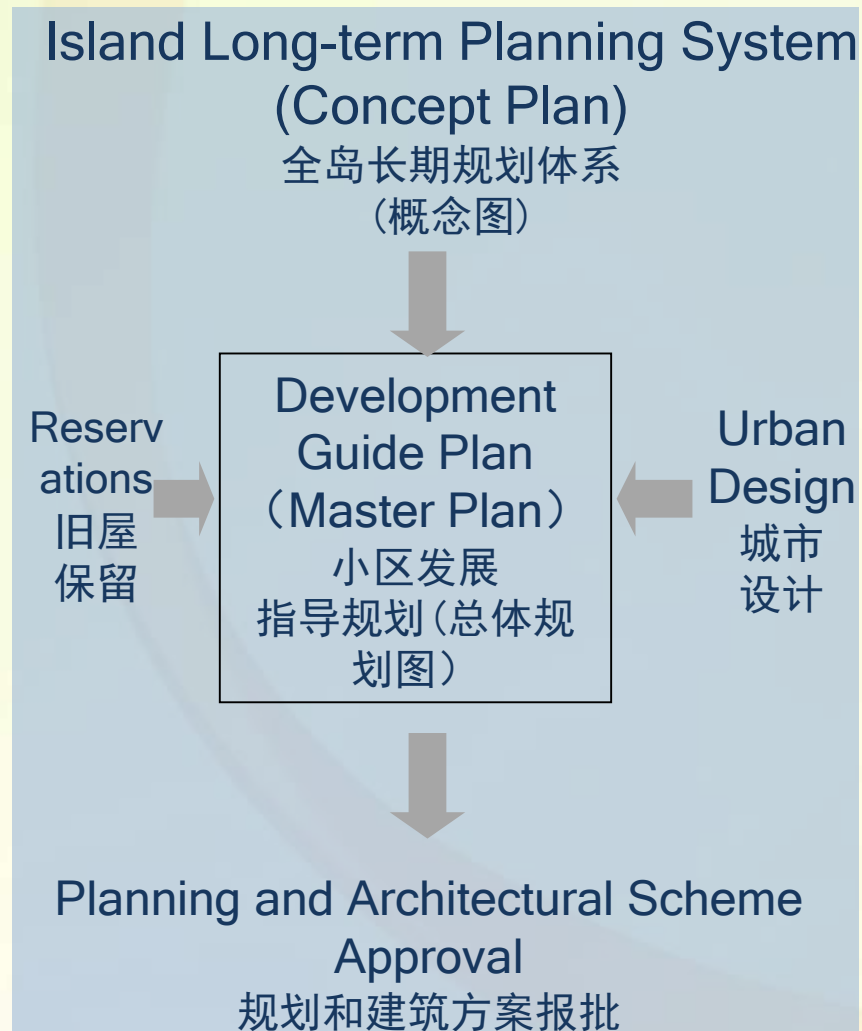 Island Long-term Planning System
(Concept Plan)
全岛长期规划体系
(概念图)
Reserv
ations
旧屋
保留
Development
Guide Plan
（Master Plan）
小区发展
指导规划(总体规
划图）
Urban
Design
城市
设计
Planning and Architectural Scheme
Approval
规划和建筑方案报批